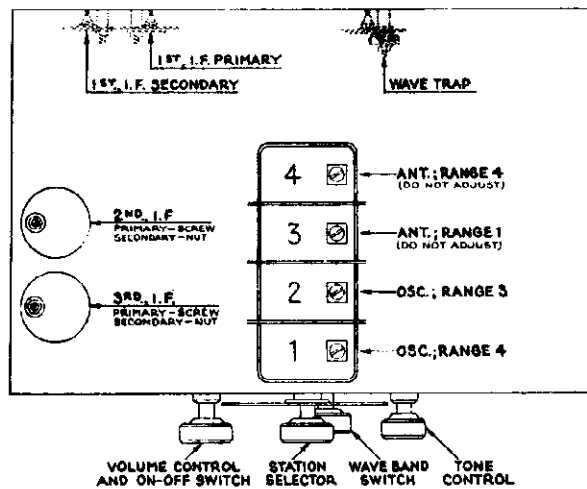 1ST, I.F. PRIMARY
1ST, I.F. SECONDARY
WAVE TRAP
4
ANT.; RANGE 4
(DO NOT ADJUST)
2ND., I.F
PRIMARY-SCREW
SECONDARY-NUT
3
ANT.; RANGE 1
(DO NOT ADJUST)
3RD., I.F.
PRIMARY-SCREW
SECONDARY-NUT
2
OSC.; RANGE 3
1
OSC.; RANGE 4
VOLUME CONTROL
AND ON-OFF SWITCH
STATION
SELECTOR
WAVE BAND
SWITCH
TONE
CONTROL